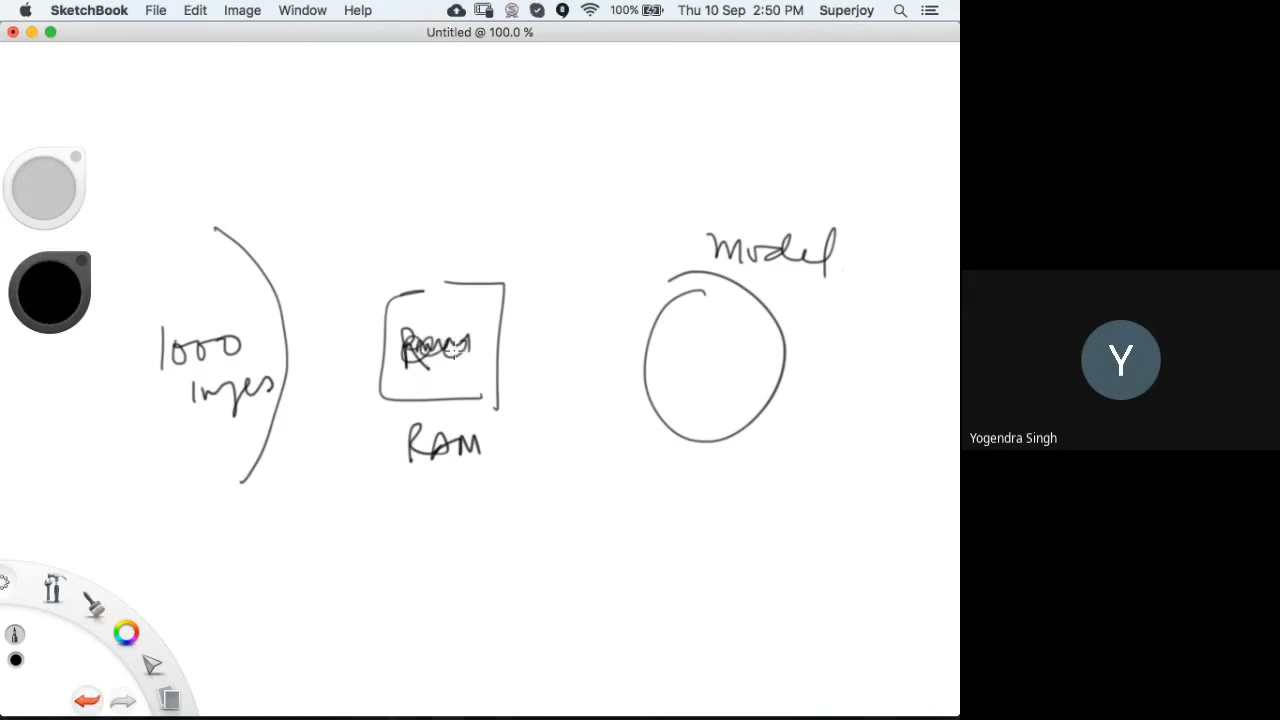 SketchBook File Edit Image Window Help 100% Thu 10 Sep 2:50 PM Superjoy
Untitled @ 100.0 %
Model
1000
RAM
Y
Yogendra Singh